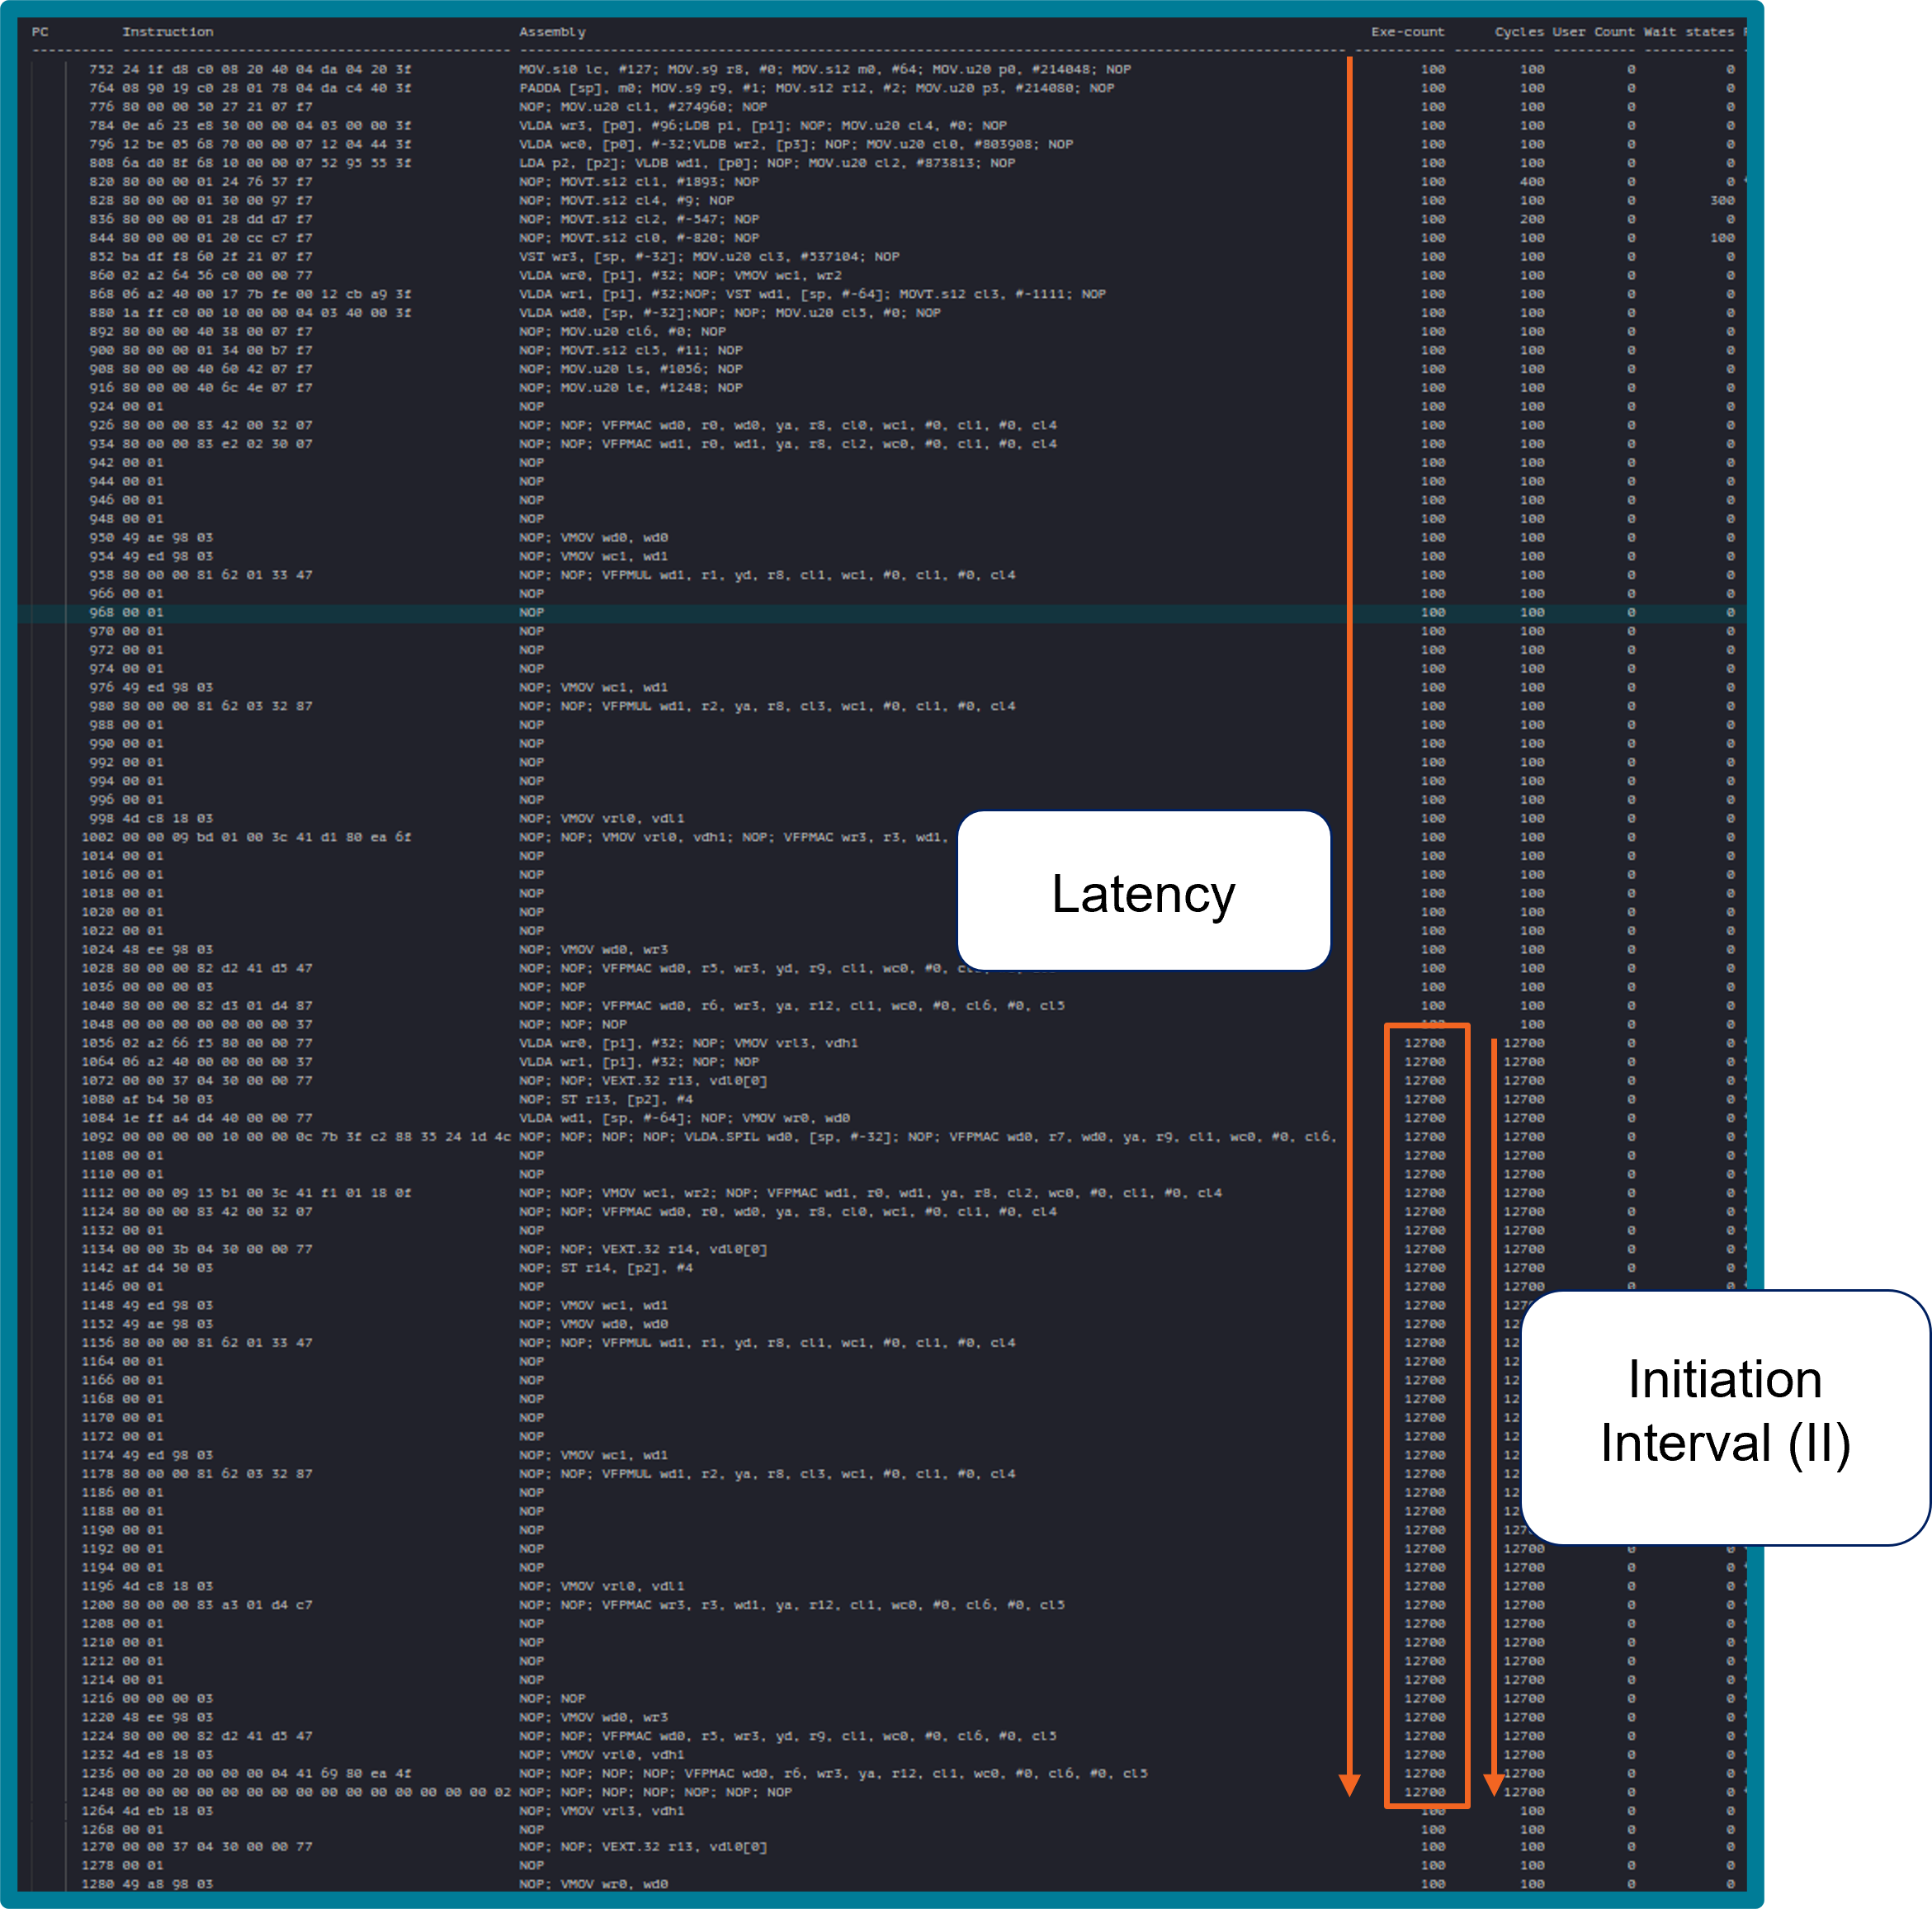 PC Instruction Assembly Exe-count Cycles User Count Wait states
752 24 1f d8 c0 08 20 40 04 da 04 20 3f MOV.s10 lc, #127; MOV.s9 r8, #0; MOV.s12 m0, #64; MOV.u20 p0, #214048; NOP 100 100 0 0
764 08 90 19 c0 28 01 78 04 da c4 40 3f PADDA [sp], m0; MOV.s9 r9, #1; MOV.s12 r12, #2; MOV.u20 p3, #214080; NOP 100 100 0 0
776 80 00 00 50 27 21 07 f7 NOP; MOV.u20 cl1, #274960; NOP 100 100 0 0
784 0e a6 23 e8 30 00 00 04 03 00 00 3f VLDA wr3, [p0], #96;LDB p1, [p1]; NOP; MOV.u20 cl4, #0; NOP 100 100 0 0
796 12 be 05 68 70 00 00 07 12 04 44 3f VLDA wc0, [p0], #-32;VLDB wr2, [p3]; NOP; MOV.u20 cl0, #803908; NOP 100 100 0 0
808 6a d0 8f 68 10 00 00 07 52 95 55 3f LDA p2, [p2]; VLDB wd1, [p0]; NOP; MOV.u20 cl2, #873813; NOP 100 100 0 0
820 80 00 00 01 24 76 57 f7 NOP; MOVT.s12 cl1, #1893; NOP 100 400 0 0
828 80 00 00 01 30 00 97 f7 NOP; MOVT.s12 cl4, #9; NOP 100 100 0 300
836 80 00 00 01 28 dd d7 f7 NOP; MOVT.s12 cl2, #-547; NOP 100 200 0 0
844 80 00 00 01 20 cc c7 f7 NOP; MOVT.s12 cl0, #-820; NOP 100 100 0 100
852 ba df f8 60 2f 21 07 f7 VST wr3, [sp, #-32]; MOV.u20 cl3, #537104; NOP 100 100 0 0
860 02 a2 64 56 c0 00 00 77 VLDA wr0, [p1], #32; NOP; VMOV wc1, wr2 100 100 0 0
868 06 a2 40 00 17 7b fe 00 12 cb a9 3f VLDA wr1, [p1], #32;NOP; VST wd1, [sp, #-64]; MOVT.s12 cl3, #-1111; NOP 100 100 0 0
880 1a ff c0 00 10 00 00 04 03 40 00 3f VLDA wd0, [sp, #-32];NOP; NOP; MOV.u20 cl5, #0; NOP 100 100 0 0
892 80 00 00 40 38 00 07 f7 NOP; MOV.u20 cl6, #0; NOP 100 100 0 0
900 80 00 00 01 34 00 b7 f7 NOP; MOVT.s12 cl5, #11; NOP 100 100 0 0
908 80 00 00 40 60 42 07 f7 NOP; MOV.u20 ls, #1056; NOP 100 100 0 0
916 80 00 00 40 6c 4e 07 f7 NOP; MOV.u20 le, #1248; NOP 100 100 0 0
924 00 01 NOP 100 100 0 0
926 80 00 00 83 42 00 32 07 NOP; NOP; VFPMAC wd0, r0, wd0, ya, r8, cl0, wc1, #0, cl1, #0, cl4 100 100 0 0
934 80 00 00 83 e2 02 30 07 NOP; NOP; VFPMAC wd1, r0, wd1, ya, r8, cl2, wc0, #0, cl1, #0, cl4 100 100 0 0
942 00 01 NOP 100 100 0 0
944 00 01 NOP 100 100 0 0
946 00 01 NOP 100 100 0 0
948 00 01 NOP 100 100 0 0
950 49 ae 98 03 NOP; VMOV wd0, wd0 100 100 0 0
954 49 ed 98 03 NOP; VMOV wc1, wd1 100 100 0 0
958 80 00 00 81 62 01 33 47 NOP; NOP; VFPMUL wd1, r1, yd, r8, cl1, wc1, #0, cl1, #0, cl4 100 100 0 0
966 00 01 NOP 100 100 0 0
968 00 01 NOP 100 100 0 0
970 00 01 NOP 100 100 0 0
972 00 01 NOP 100 100 0 0
974 00 01 NOP 100 100 0 0
976 49 ed 98 03 NOP; VMOV wc1, wd1 100 100 0 0
980 80 00 00 81 62 03 32 87 NOP; NOP; VFPMUL wd1, r2, ya, r8, cl3, wc1, #0, cl1, #0, cl4 100 100 0 0
988 00 01 NOP 100 100 0 0
990 00 01 NOP 100 100 0 0
992 00 01 NOP 100 100 0 0
994 00 01 NOP 100 100 0 0
996 00 01 NOP 100 100 0 0
998 4d c8 18 03 NOP; VMOV vrl0, vdl1 100 100 0 0
1002 00 00 09 bd 01 00 3c 41 d1 80 ea 6f NOP; NOP; VMOV vrl0, vdh1; NOP; VFPMAC wr3, r3, wd1, 100 100 0 0
1014 00 01 NOP 100 100 0 0
1016 00 01 NOP 100 100 0 0
1018 00 01 NOP 100 100 0 0
1020 00 01 NOP 100 100 0 0
1022 00 01 NOP 100 100 0 0
1024 48 ee 98 03 NOP; VMOV wd0, wr3 100 100 0 0
1028 80 00 00 82 d2 41 d5 47 NOP; NOP; VFPMAC wd0, r5, wr3, yd, r9, cl1, wc0, #0, 100 100 0 0
1036 00 00 00 03 NOP; NOP 100 100 0 0
1040 80 00 00 82 d3 01 d4 87 NOP; NOP; VFPMAC wd0, r6, wr3, ya, r12, cl1, wc0, #0, cl6, #0, cl5 100 100 0 0
1048 00 00 00 00 00 00 00 37 NOP; NOP; NOP 100 0 0
1056 02 a2 66 f5 80 00 00 77 VLDA wr0, [p1], #32; NOP; VMOV vrl3, vdh1 12700 12700 0 0
1064 06 a2 40 00 00 00 00 37 VLDA wr1, [p1], #32; NOP; NOP 12700 12700 0 0
1072 00 00 37 04 30 00 00 77 NOP; NOP; VEXT.32 r13, vdl0[0] 12700 12700 0 0
1080 af b4 50 03 NOP; ST r13, [p2], #4 12700 12700 0 0
1084 1e ff a4 d4 40 00 00 77 VLDA wd1, [sp, #-64]; NOP; VMOV wr0, wd0 12700 12700 0 0
1092 00 00 00 00 10 00 00 0c 7b 3f c2 88 35 24 1d 4c NOP; NOP; NOP; NOP; VLDA.SPIL wd0, [sp, #-32]; NOP; VFPMAC wd0, r7, wd0, ya, r9, cl1, wc0, #0, cl6, 12700 12700 0 0
1108 00 01 NOP 12700 12700 0 0
1110 00 01 NOP 12700 12700 0 0
1112 00 00 09 15 b1 00 3c 41 f1 01 18 0f NOP; NOP; VMOV wc1, wr2; NOP; VFPMAC wd1, r0, wd1, ya, r8, cl2, wc0, #0, cl1, #0, cl4 12700 12700 0 0
1124 80 00 00 83 42 00 32 07 NOP; NOP; VFPMAC wd0, r0, wd0, ya, r8, cl0, wc1, #0, cl1, #0, cl4 12700 12700 0 0
1132 00 01 NOP 12700 12700 0 0
1134 00 00 3b 04 30 00 00 77 NOP; NOP; VEXT.32 r14, vdl0[0] 12700 12700 0 0
1142 af d4 50 03 NOP; ST r14, [p2], #4 12700 12700 0 0
1146 00 01 NOP 12700 12700 0 0
1148 49 ed 98 03 NOP; VMOV wc1, wd1 12700
1152 49 ae 98 03 NOP; VMOV wd0, wd0 12700
1156 80 00 00 81 62 01 33 47 NOP; NOP; VFPMUL wd1, r1, yd, r8, cl1, wc1, #0, cl1, #0, cl4 12700
1164 00 01 NOP 12700
1166 00 01 NOP 12700
1168 00 01 NOP 12700
1170 00 01 NOP 12700
1172 00 01 NOP 12700
1174 49 ed 98 03 NOP; VMOV wc1, wd1 12700
1178 80 00 00 81 62 03 32 87 NOP; NOP; VFPMUL wd1, r2, ya, r8, cl3, wc1, #0, cl1, #0, cl4 12700
1186 00 01 NOP 12700
1188 00 01 NOP 12700
1190 00 01 NOP 12700
1192 00 01 NOP 12700 12700 0 0
1194 00 01 NOP 12700 12700 0 0
1196 4d c8 18 03 NOP; VMOV vrl0, vdl1 12700 12700 0 0
1200 80 00 00 83 a3 01 d4 c7 NOP; NOP; VFPMAC wr3, r3, wd1, ya, r12, cl1, wc0, #0, cl6, #0, cl5 12700 12700 0 0
1208 00 01 NOP 12700 12700 0 0
1210 00 01 NOP 12700 12700 0 0
1212 00 01 NOP 12700 12700 0 0
1214 00 01 NOP 12700 12700 0 0
1216 00 00 00 03 NOP; NOP 12700 12700 0 0
1220 48 ee 98 03 NOP; VMOV wd0, wr3 12700 12700 0 0
1224 80 00 00 82 d2 41 d5 47 NOP; NOP; VFPMAC wd0, r5, wr3, yd, r9, cl1, wc0, #0, cl6, #0, cl5 12700 12700 0 0
1232 4d e8 18 03 NOP; VMOV vrl0, vdh1 12700 12700 0 0
1236 00 00 20 00 00 00 04 41 69 80 ea 4f NOP; NOP; NOP; NOP; VFPMAC wd0, r6, wr3, ya, r12, cl1, wc0, #0, cl6, #0, cl5 12700 12700 0 0
1248 00 00 00 00 00 00 00 00 00 00 00 00 00 00 00 02 NOP; NOP; NOP; NOP; NOP; NOP; NOP 12700 12700 0 0
1264 4d eb 18 03 NOP; VMOV vrl3, vdh1 100 100 0 0
1268 00 01 NOP 100 100 0 0
1270 00 00 37 04 30 00 00 77 NOP; NOP; VEXT.32 r13, vdl0[0] 100 100 0 0
1278 00 01 NOP 100 100 0 0
1280 49 a8 98 03 NOP; VMOV wr0, wd0 100 100 0 0
Latency
Initiation
Interval (II)